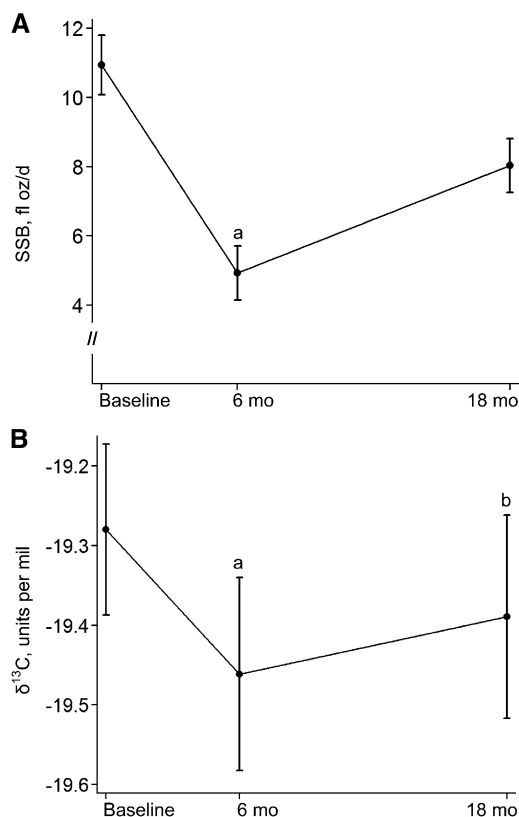 A
12
10
8
6
4
SSB, fl oz/d
a
//
Baseline 6 mo 18 mo
B
-19.2
-19.3
-19.4
-19.5
-19.6
δ¹³C, units per mil
a
b
Baseline 6 mo 18 mo